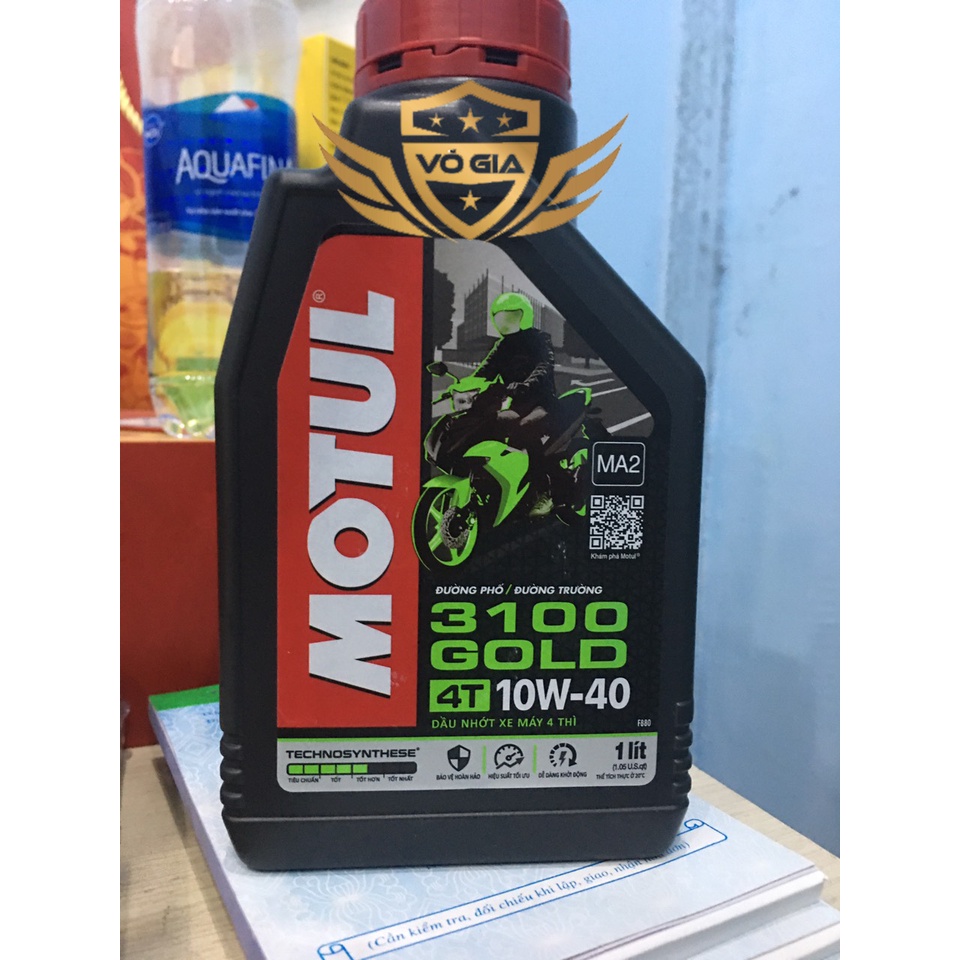 AQUAFINA
VÕ GIA
MOTUL®
MA2
Khám phá Motul
ĐƯỜNG PHỐ / ĐƯỜNG TRƯỜNG
3100
GOLD
4T 10W-40
DẦU NHỚT XE MÁY 4 THÌ
F880
TECHNOSYNTHESE®
TIÊU CHUẨN TỐT TỐT HƠN TỐT NHẤT
BẢO VỆ HOÀN HẢO
HIỆU SUẤT TỐI ƯU
DỄ DÀNG KHỞI ĐỘNG
1 lít
(1.05 U.S.qt)
THỂ TÍCH THỰC Ở 20°C
(Cần kiểm tra, đối chiếu khi lập, giao, nhận hóa đơn)